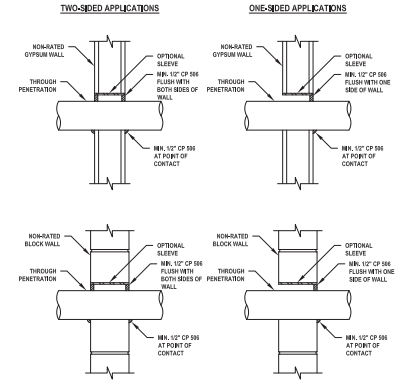 TWO-SIDED APPLICATIONS
ONE-SIDED APPLICATIONS
NON-RATED
GYPSUM WALL
THROUGH
PENETRATION
OPTIONAL
SLEEVE
MIN. 1/2" CP 506
FLUSH WITH
BOTH SIDES OF
WALL
MIN. 1/2" CP 506
AT POINT OF
CONTACT
NON-RATED
GYPSUM WALL
THROUGH
PENETRATION
OPTIONAL
SLEEVE
MIN. 1/2" CP 506
FLUSH WITH ONE
SIDE OF WALL
MIN. 1/2" CP 506
AT POINT OF
CONTACT
NON-RATED
BLOCK WALL
THROUGH
PENETRATION
OPTIONAL
SLEEVE
MIN. 1/2" CP 506
FLUSH WITH
BOTH SIDES OF
WALL
MIN. 1/2" CP 506
AT POINT OF
CONTACT
NON-RATED
BLOCK WALL
THROUGH
PENETRATION
OPTIONAL
SLEEVE
MIN. 1/2" CP 506
FLUSH WITH ONE
SIDE OF WALL
MIN. 1/2" CP 506
AT POINT OF
CONTACT